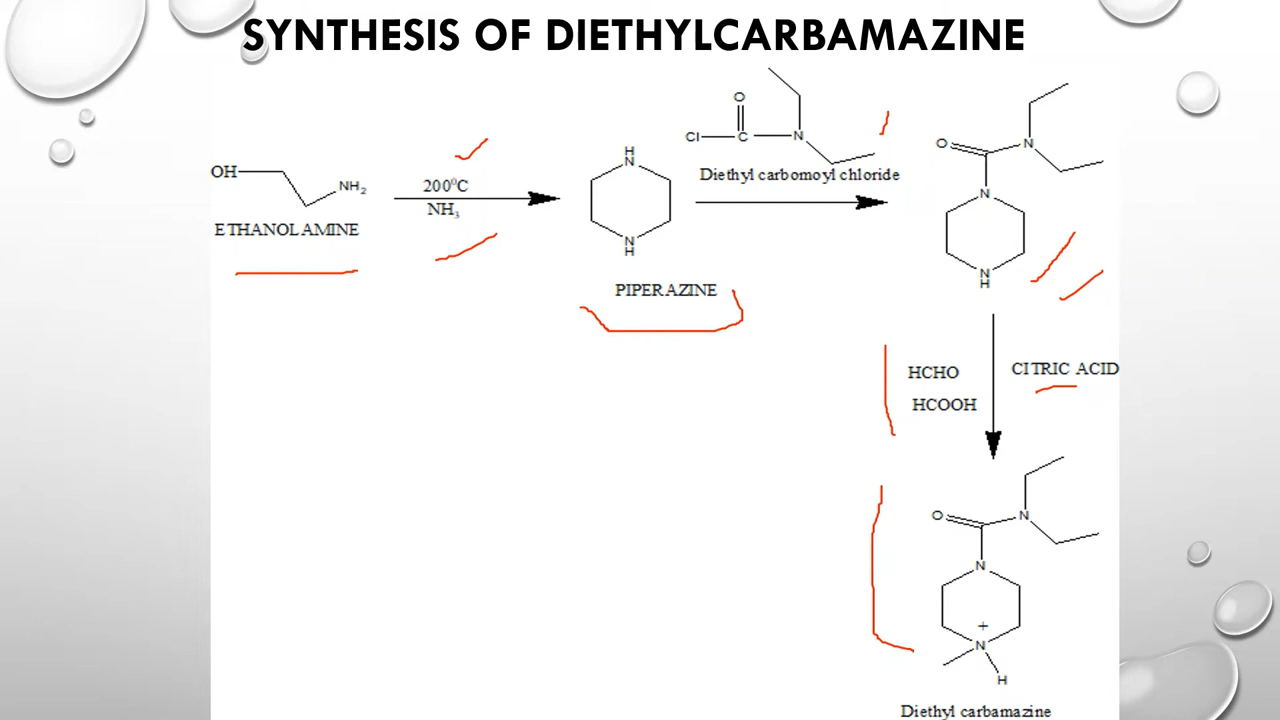 SYNTHESIS OF DIETHYLCARBAMAZINE
OH
NH₂
ETHANOLAMINE
200⁰C
NH₃
H
N
N
H
PIPERAZINE
O
Cl
C
N
Diethyl carbomoyl chloride
O
N
N
N
H
HCHO
HCOOH
CITRIC ACID
O
N
N
+
N
H
Diethyl carbamazine